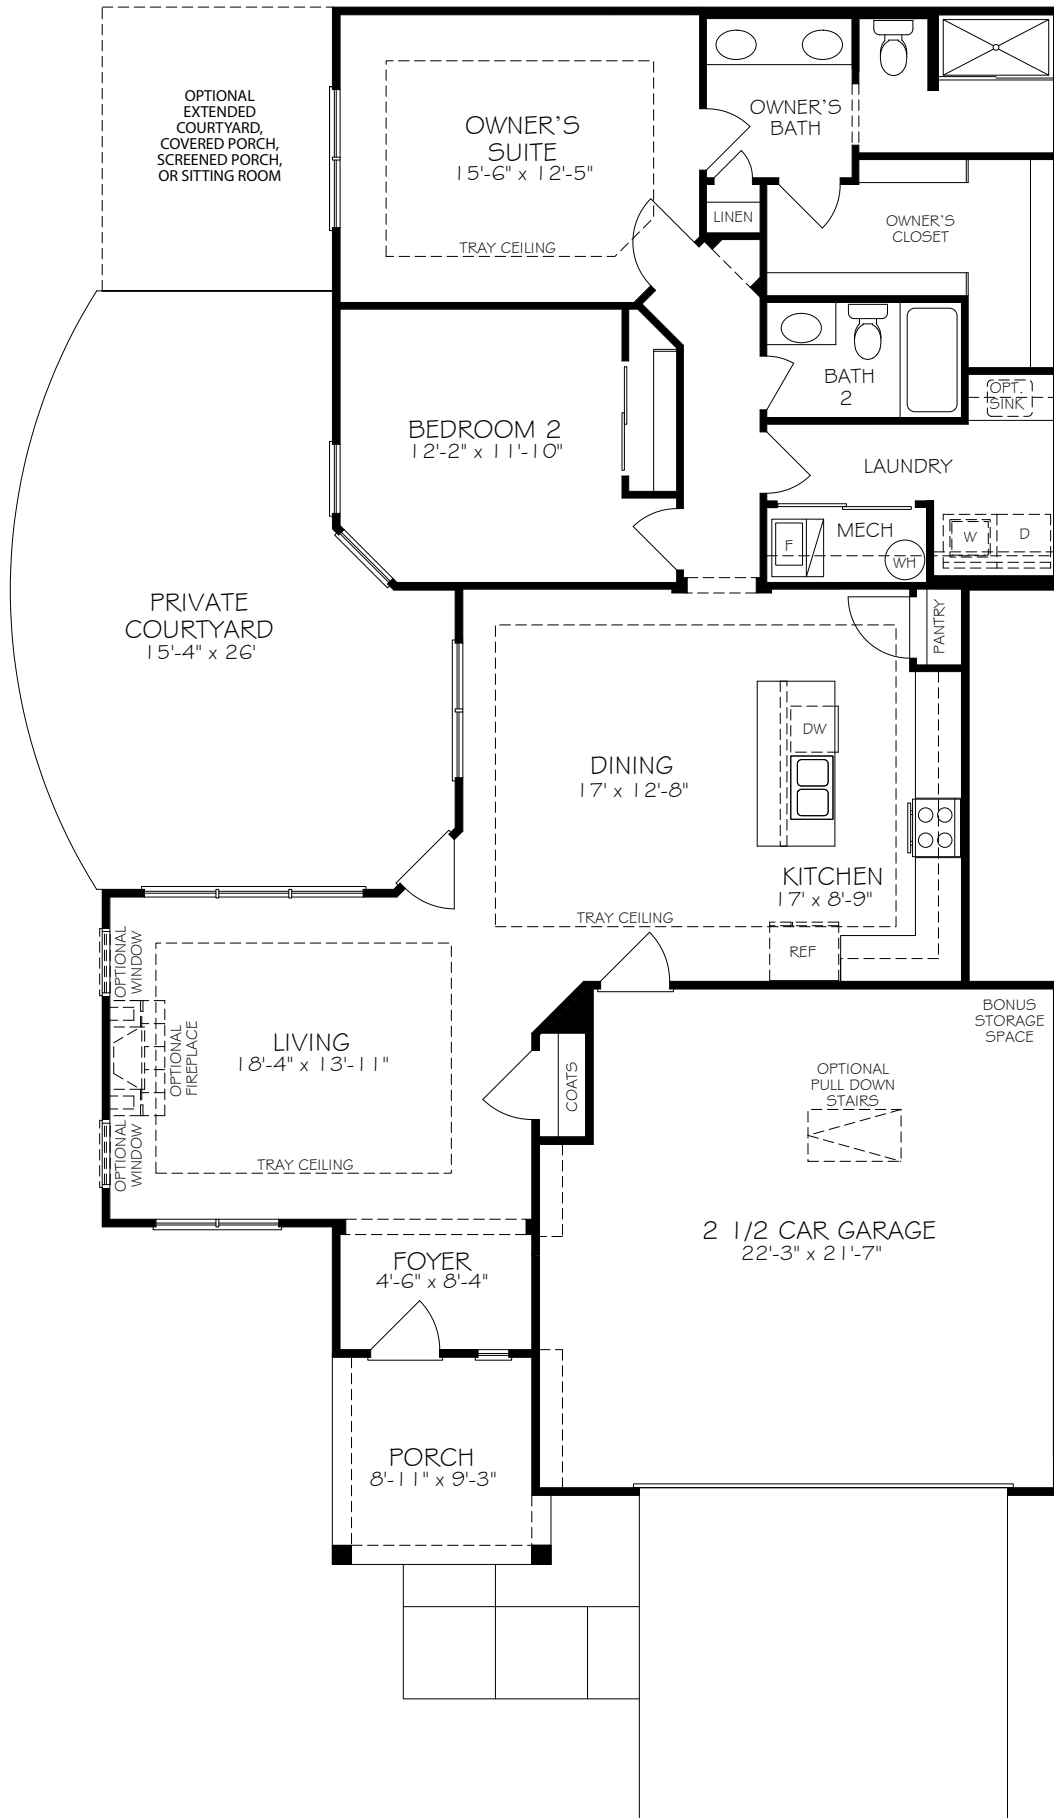 OPTIONAL
EXTENDED
COURTYARD,
COVERED PORCH,
SCREENED PORCH,
OR SITTING ROOM
OWNER'S
SUITE
15'-6" x 12'-5"
TRAY CEILING
OWNER'S
BATH
LINEN
OWNER'S
CLOSET
BATH
2
OPT.
SINK
BEDROOM 2
12'-2" x 11'-10"
LAUNDRY
MECH
F
WH
W
D
PRIVATE
COURTYARD
15'-4" x 26'
PANTRY
DW
DINING
17' x 12'-8"
KITCHEN
17' x 8'-9"
TRAY CEILING
REF
OPTIONAL
WINDOW
OPTIONAL
FIREPLACE
OPTIONAL
WINDOW
LIVING
18'-4" x 13'-11"
TRAY CEILING
COATS
BONUS
STORAGE
SPACE
OPTIONAL
PULL DOWN
STAIRS
2 1/2 CAR GARAGE
22'-3" x 21'-7"
FOYER
4'-6" x 8'-4"
PORCH
8'-11" x 9'-3"